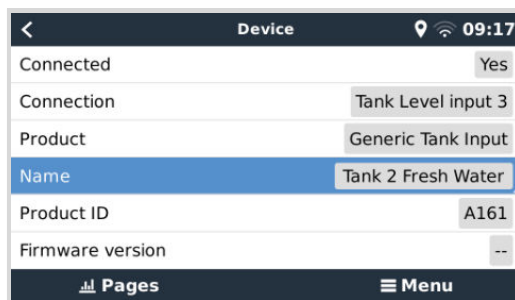 Device 09:17
Connected Yes
Connection Tank Level input 3
Product Generic Tank Input
Name Tank 2 Fresh Water
Product ID A161
Firmware version --
Pages Menu